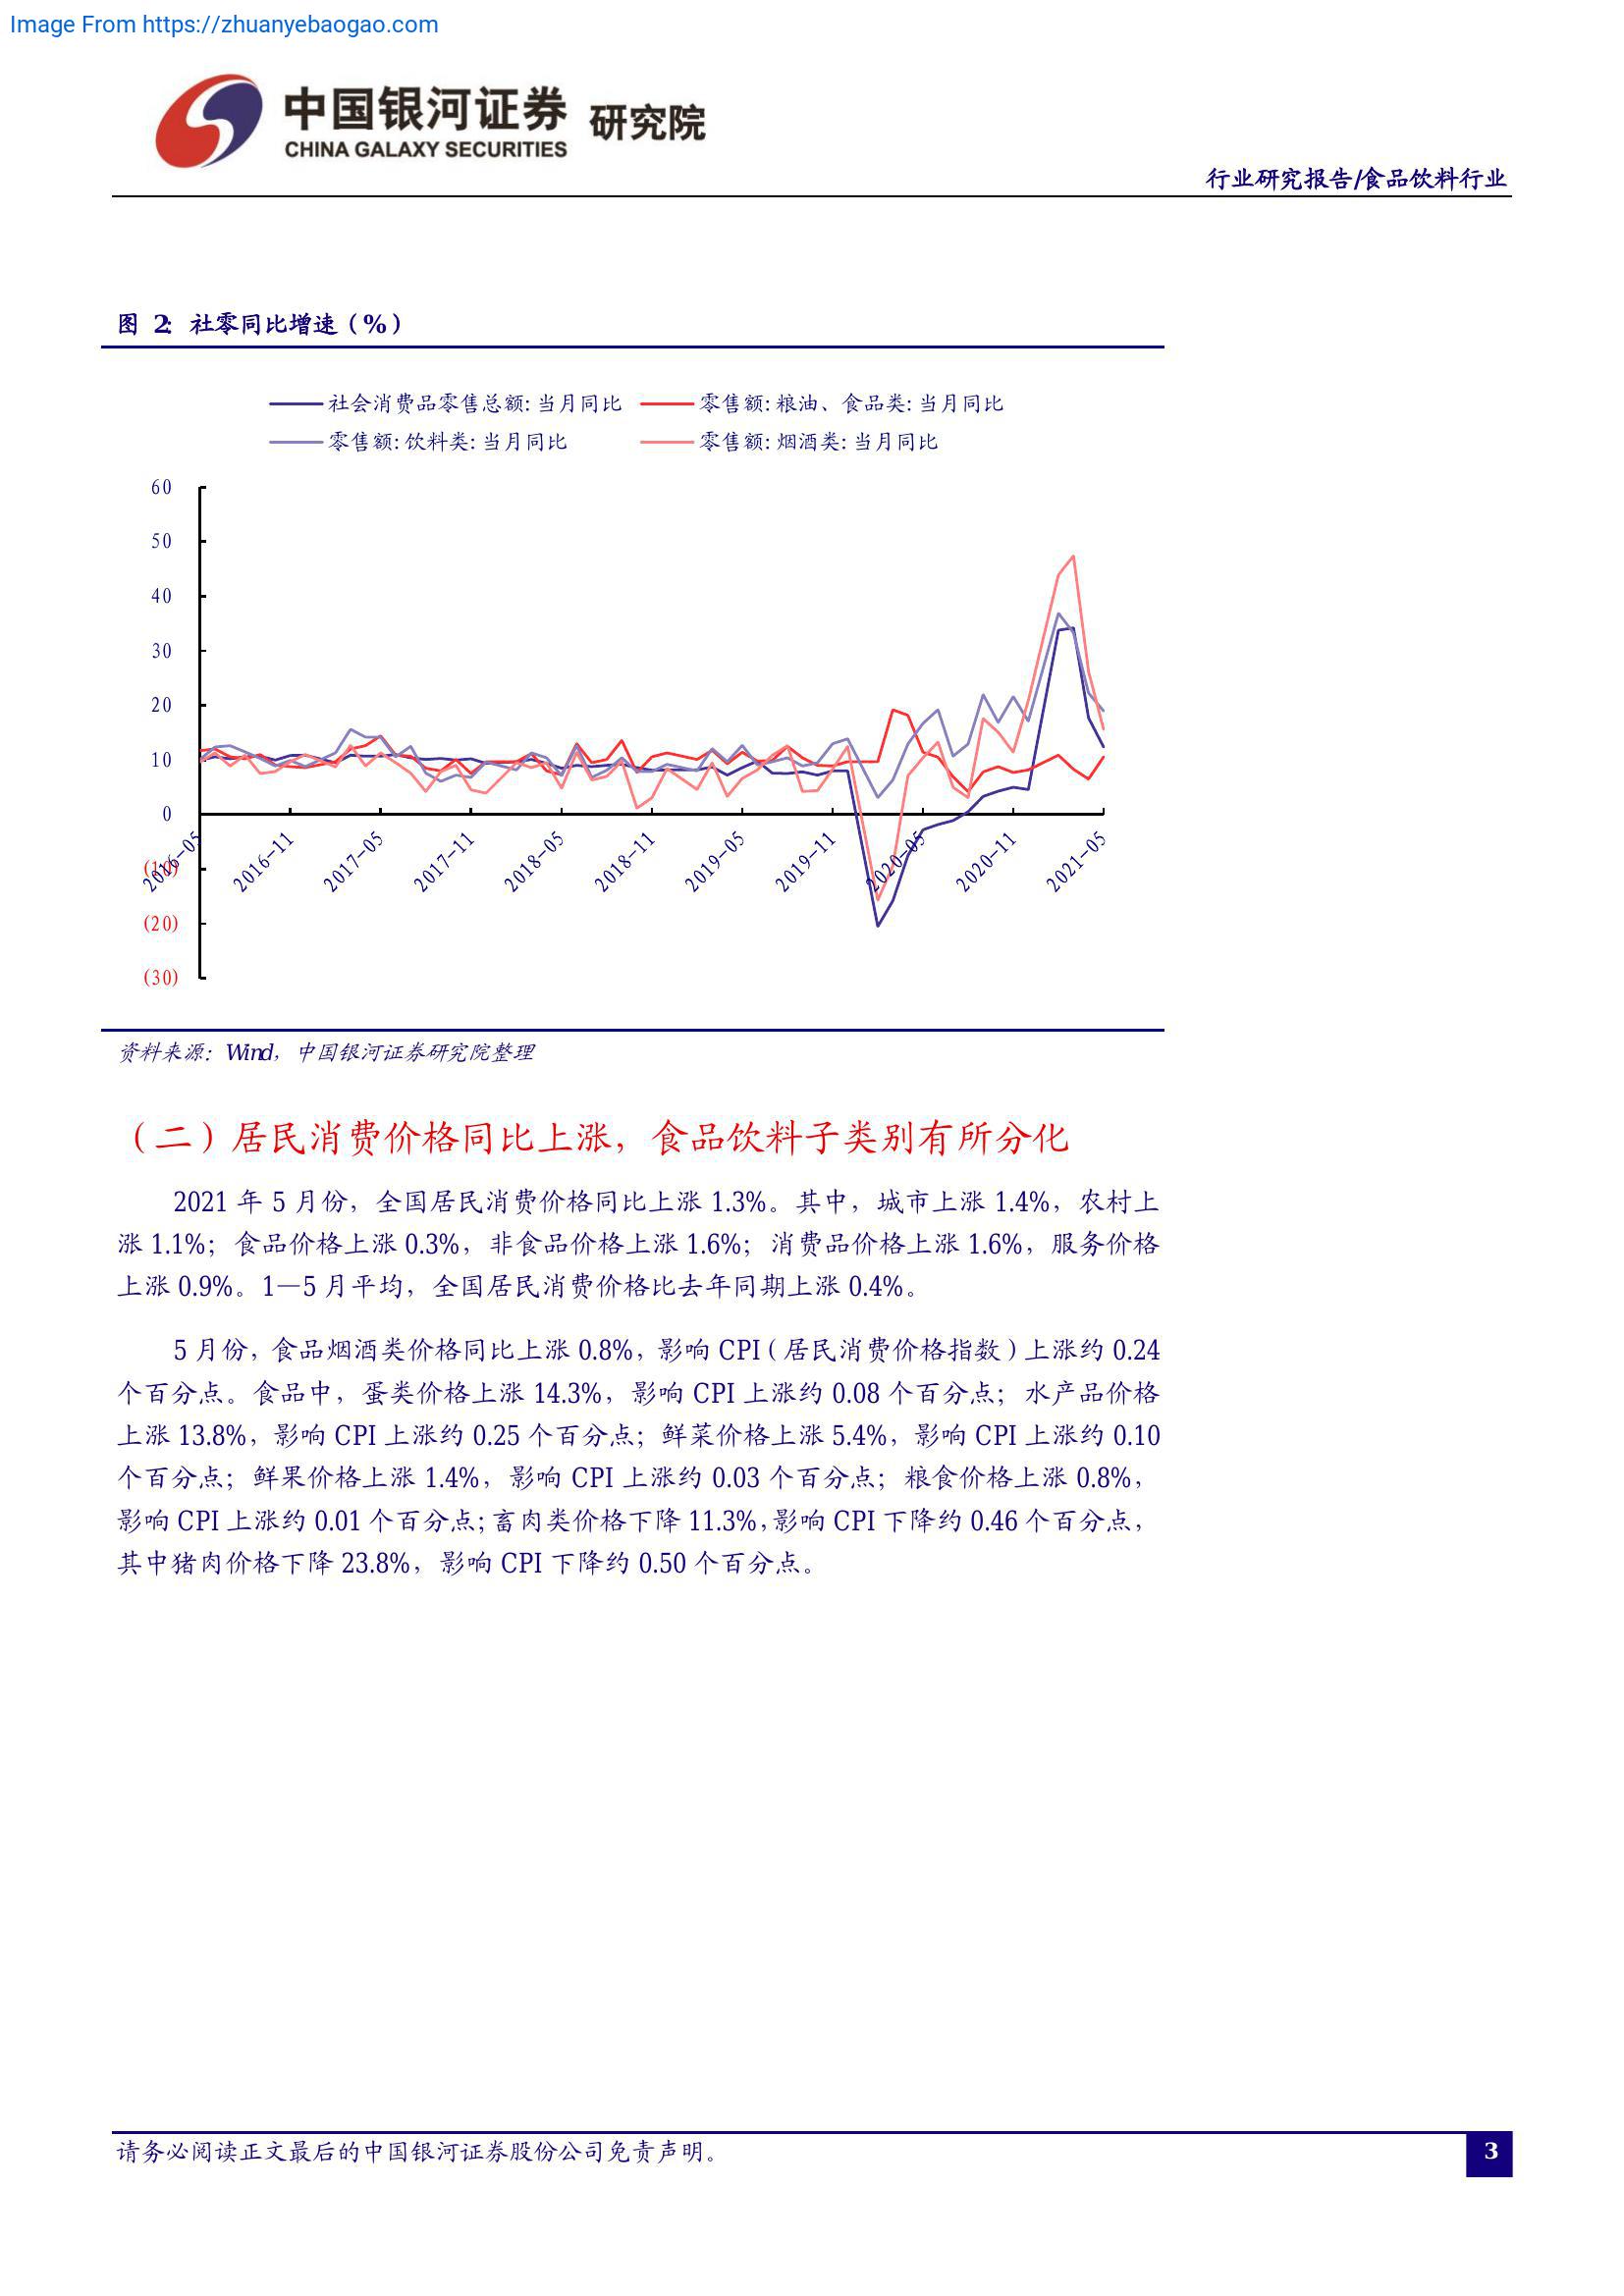 Image From https://zhuanyebaogao.com
中国银河证券 研究院
CHINA GALAXY SECURITIES
行业研究报告/食品饮料行业
图 2: 社零同比增速（%）
社会消费品零售总额: 当月同比 零售额: 粮油、食品类: 当月同比
零售额: 饮料类: 当月同比 零售额: 烟酒类: 当月同比
60
50
40
30
20
10
0
(10)
(20)
(30)
2016-05 2016-11 2017-05 2017-11 2018-05 2018-11 2019-05 2019-11 2020-05 2020-11 2021-05
资料来源：Wind，中国银河证券研究院整理
（二）居民消费价格同比上涨，食品饮料子类别有所分化
2021 年 5 月份，全国居民消费价格同比上涨 1.3%。其中，城市上涨 1.4%，农村上
涨 1.1%；食品价格上涨 0.3%，非食品价格上涨 1.6%；消费品价格上涨 1.6%，服务价格
上涨 0.9%。1—5 月平均，全国居民消费价格比去年同期上涨 0.4%。
5 月份，食品烟酒类价格同比上涨 0.8%，影响 CPI（居民消费价格指数）上涨约 0.24
个百分点。食品中，蛋类价格上涨 14.3%，影响 CPI 上涨约 0.08 个百分点；水产品价格
上涨 13.8%，影响 CPI 上涨约 0.25 个百分点；鲜菜价格上涨 5.4%，影响 CPI 上涨约 0.10
个百分点；鲜果价格上涨 1.4%，影响 CPI 上涨约 0.03 个百分点；粮食价格上涨 0.8%，
影响 CPI 上涨约 0.01 个百分点；畜肉类价格下降 11.3%，影响 CPI 下降约 0.46 个百分点，
其中猪肉价格下降 23.8%，影响 CPI 下降约 0.50 个百分点。
请务必阅读正文最后的中国银河证券股份公司免责声明。
3